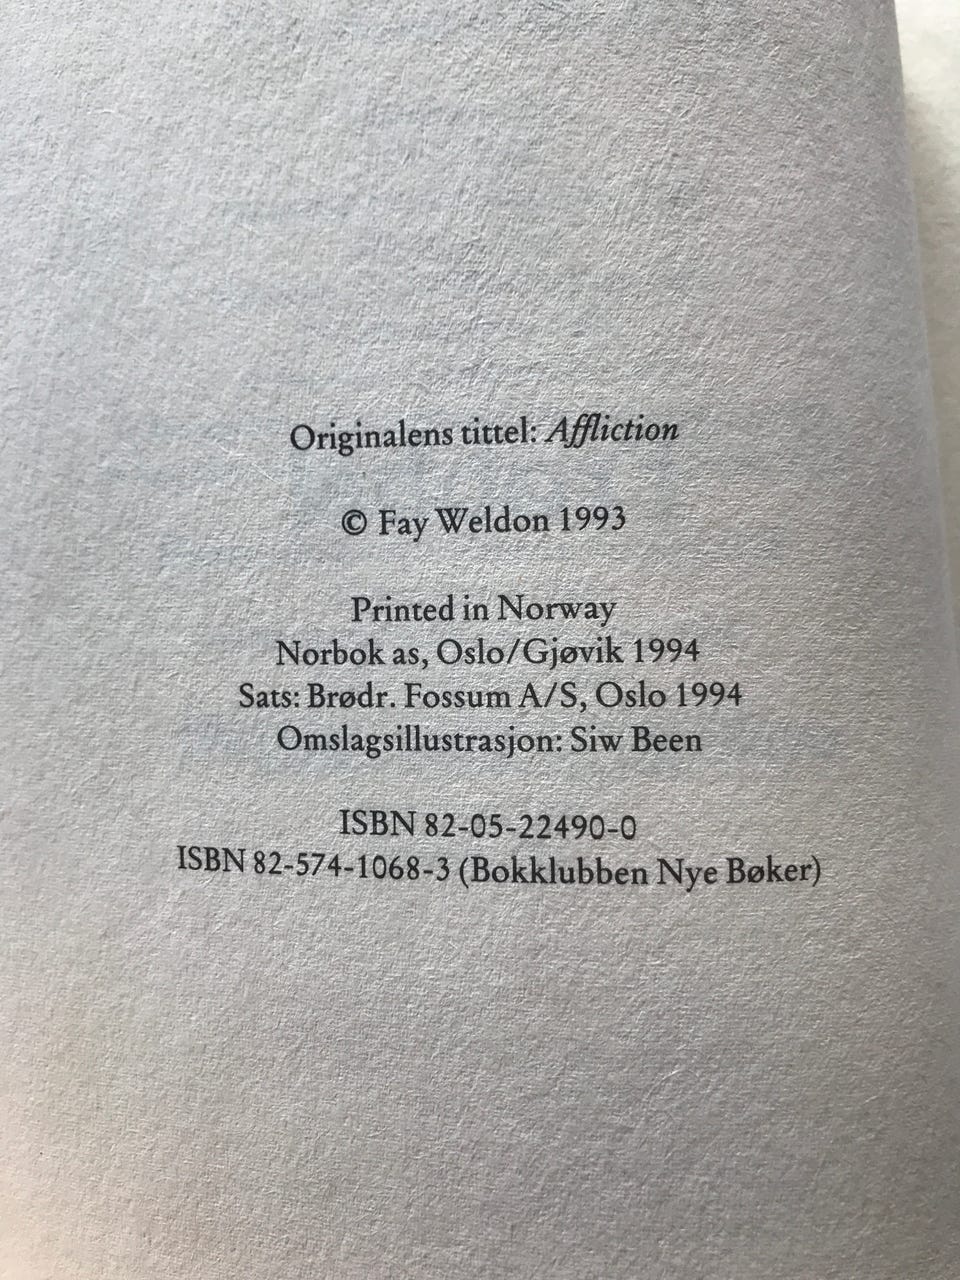 Originalens tittel: Affliction
© Fay Weldon 1993
Printed in Norway
Norbok as, Oslo/Gjøvik 1994
Sats: Brødr. Fossum A/S, Oslo 1994
Omslagsillustrasjon: Siw Been
ISBN 82-05-22490-0
ISBN 82-574-1068-3 (Bokklubben Nye Bøker)